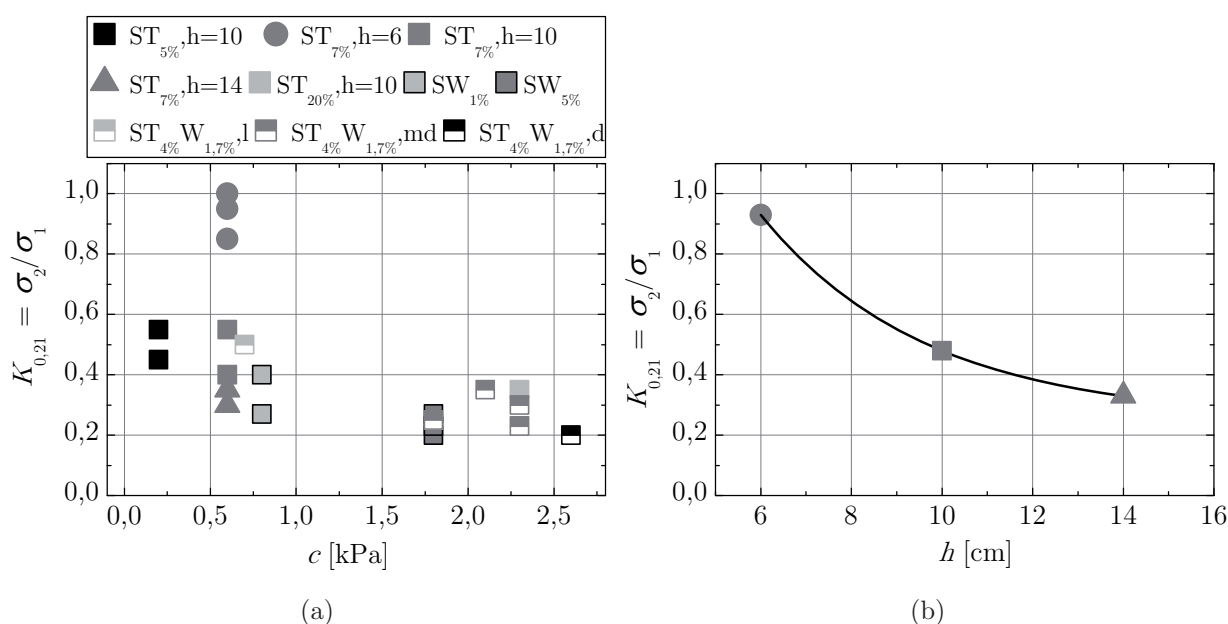 ST5%,h=10 ST7%,h=6 ST7%,h=10
ST7%,h=14 ST20%,h=10 SW1% SW5%
ST4%W1,7%,l ST4%W1,7%,md ST4%W1,7%,d
K0,21 = σ2/σ1
1,0
0,8
0,6
0,4
0,2
0,0
0,0 0,5 1,0 1,5 2,0 2,5
c [kPa]
(a)
K0,21 = σ2/σ1
1,0
0,8
0,6
0,4
0,2
0,0
6 8 10 12 14 16
h [cm]
(b)